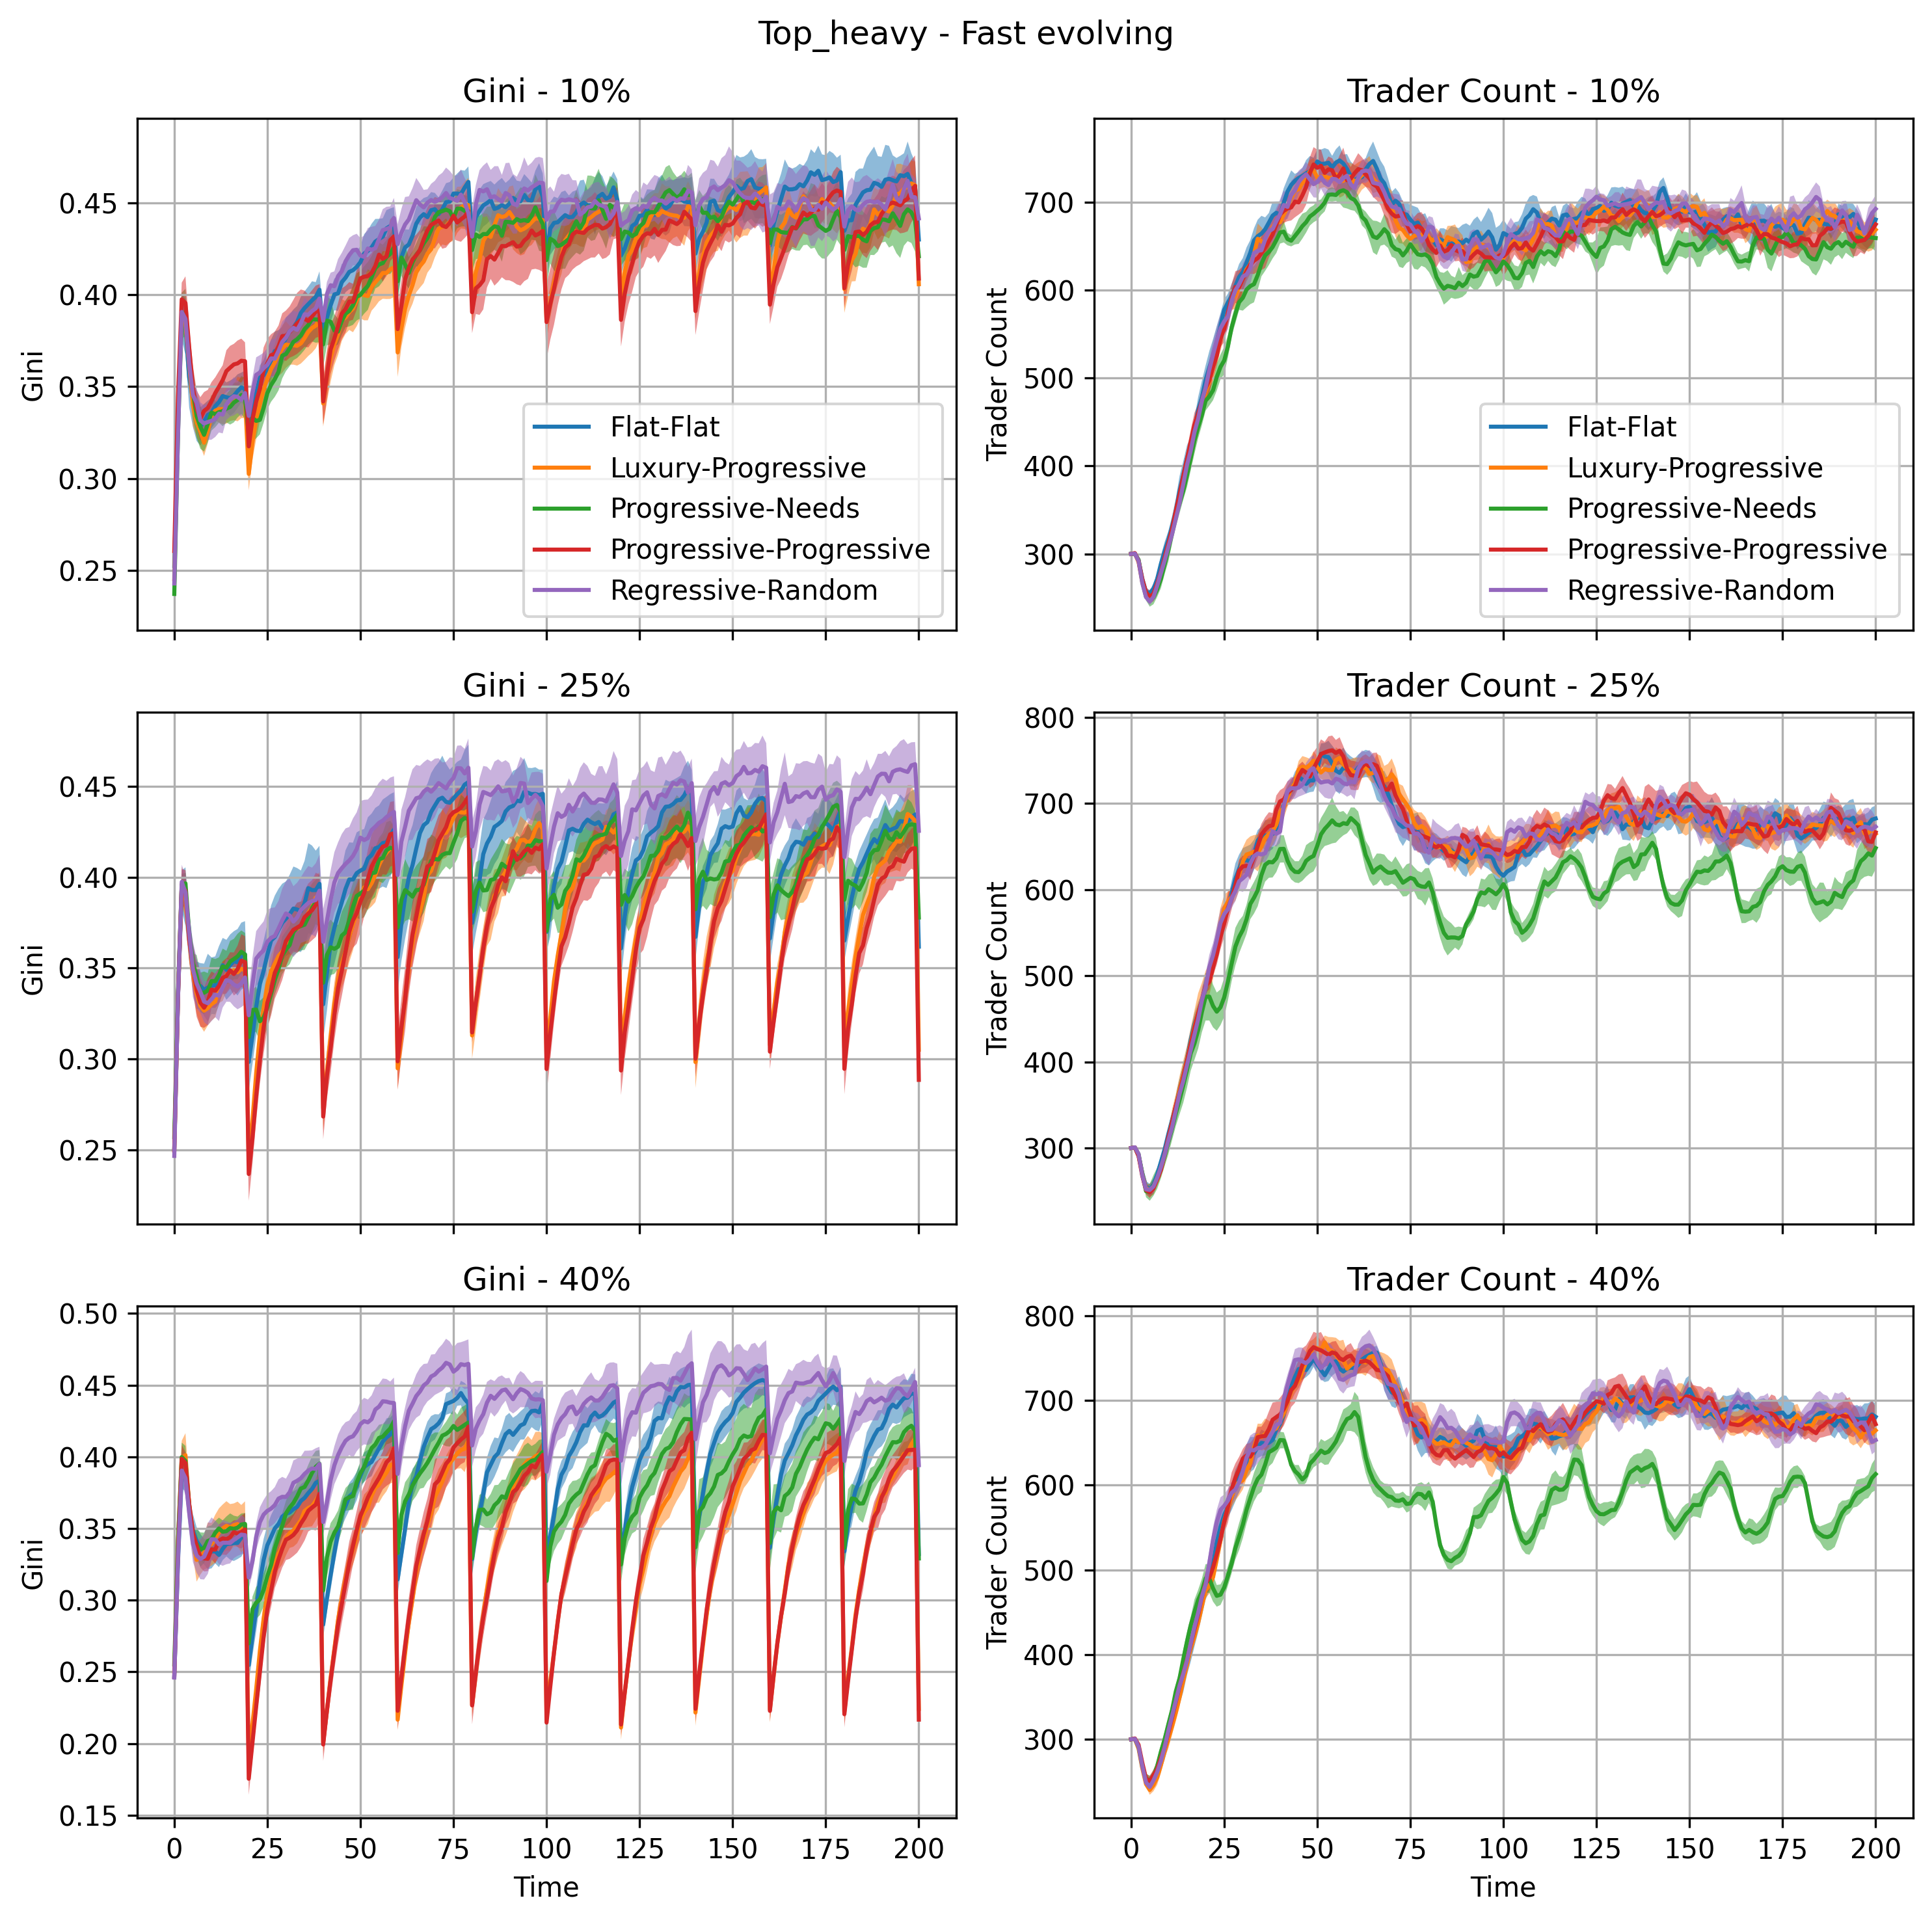 Top_heavy - Fast evolving
Gini - 10%
Gini
0.45
0.40
0.35
0.30
0.25
Flat-Flat
Luxury-Progressive
Progressive-Needs
Progressive-Progressive
Regressive-Random
Trader Count - 10%
Trader Count
700
600
500
400
300
Flat-Flat
Luxury-Progressive
Progressive-Needs
Progressive-Progressive
Regressive-Random
Gini - 25%
Gini
0.45
0.40
0.35
0.30
0.25
Trader Count - 25%
Trader Count
800
700
600
500
400
300
Gini - 40%
Gini
0.50
0.45
0.40
0.35
0.30
0.25
0.20
0.15
0 25 50 75 100 125 150 175 200
Time
Trader Count - 40%
Trader Count
800
700
600
500
400
300
0 25 50 75 100 125 150 175 200
Time